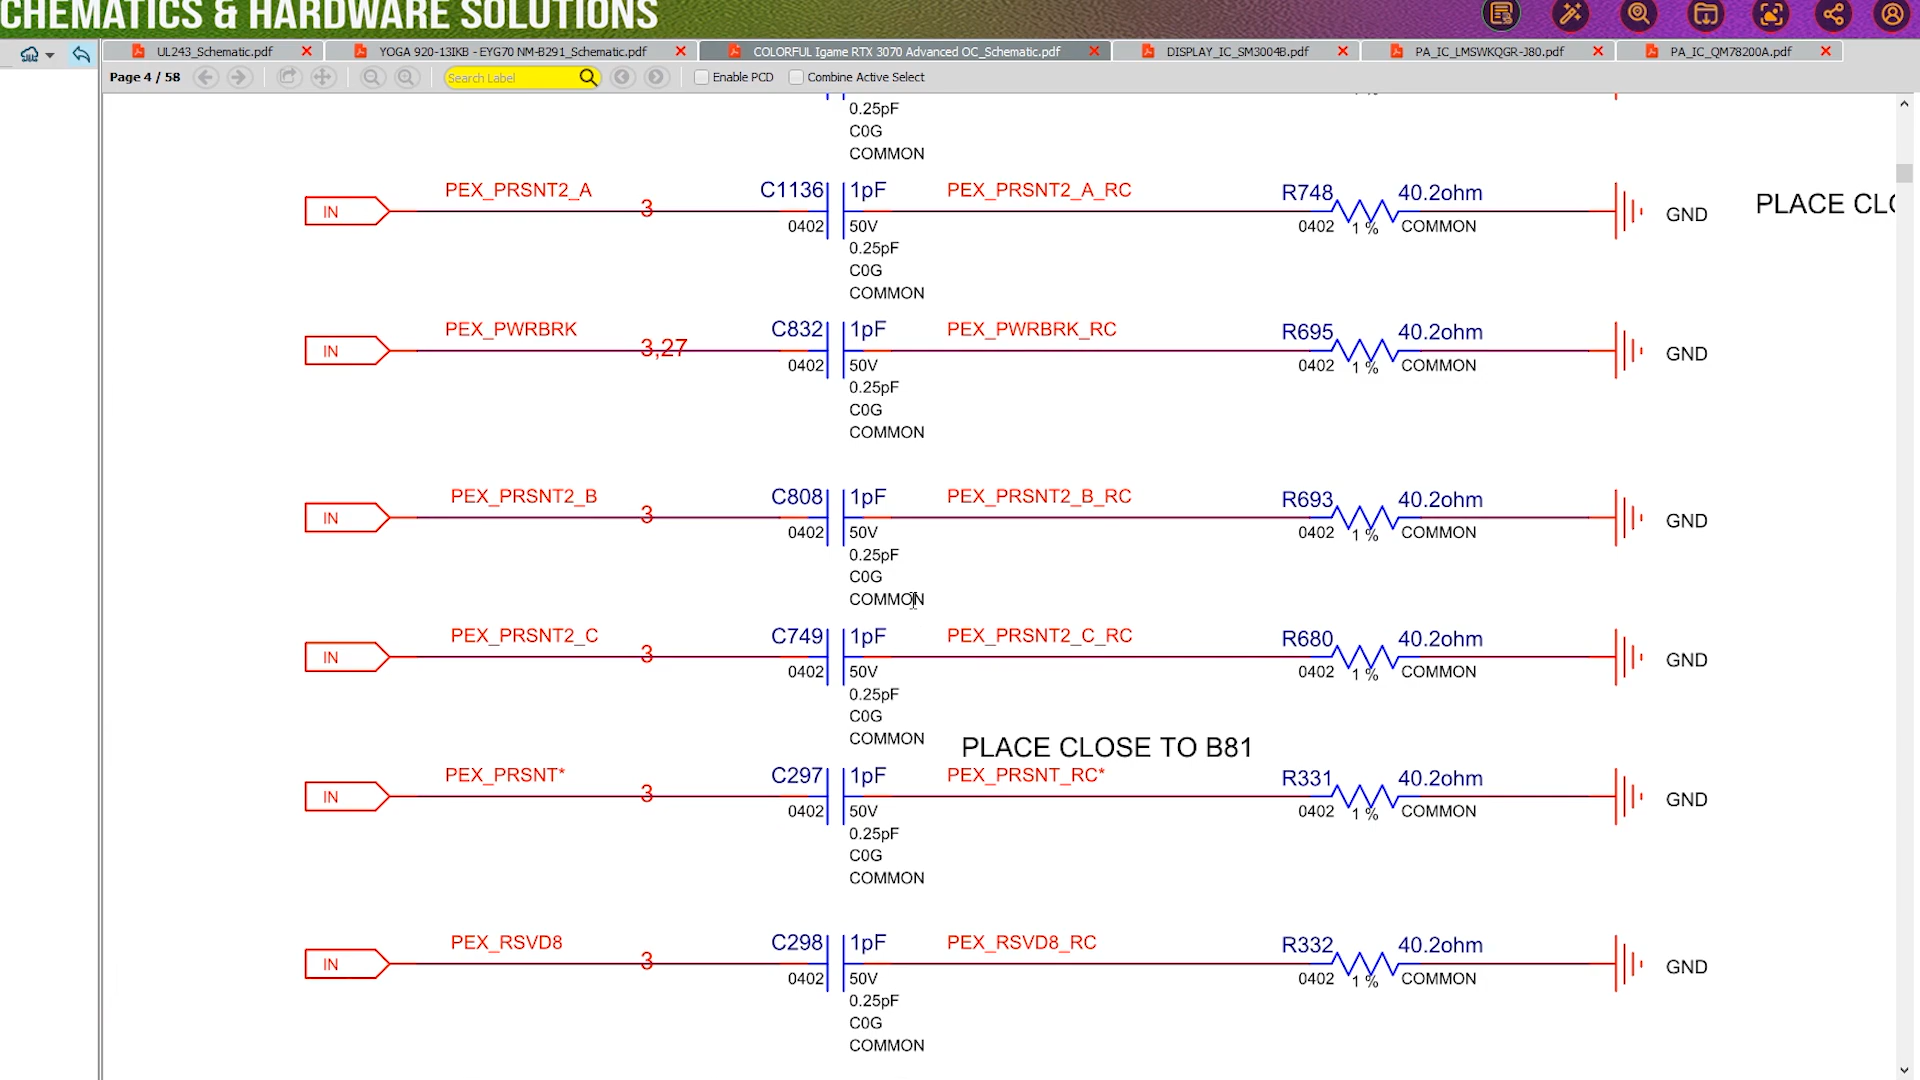 CHEMATICS & HARDWARE SOLUTIONS
UL243_Schematic.pdf
YOGA 920-13IKB - EYG70 NM-B291_Schematic.pdf
COLORFUL Igame RTX 3070 Advanced OC_Schematic.pdf
DISPLAY_IC_SM3004B.pdf
PA_IC_LMSWKQGR-J80.pdf
PA_IC_QM78200A.pdf
Page 4 / 58
Search Label
Enable PCD
Combine Active Select
0.25pF
C0G
COMMON
IN PEX_PRSNT2_A 3 C1136 1pF PEX_PRSNT2_A_RC R748 40.2ohm GND PLACE CLO
0402 50V 0402 1 % COMMON
0.25pF
C0G
COMMON
IN PEX_PWRBRK 3,27 C832 1pF PEX_PWRBRK_RC R695 40.2ohm GND
0402 50V 0402 1 % COMMON
0.25pF
C0G
COMMON
IN PEX_PRSNT2_B 3 C808 1pF PEX_PRSNT2_B_RC R693 40.2ohm GND
0402 50V 0402 1 % COMMON
0.25pF
C0G
COMMON
IN PEX_PRSNT2_C 3 C749 1pF PEX_PRSNT2_C_RC R680 40.2ohm GND
0402 50V 0402 1 % COMMON
0.25pF
C0G
COMMON
PLACE CLOSE TO B81
IN PEX_PRSNT* 3 C297 1pF PEX_PRSNT_RC* R331 40.2ohm GND
0402 50V 0402 1 % COMMON
0.25pF
C0G
COMMON
IN PEX_RSVD8 3 C298 1pF PEX_RSVD8_RC R332 40.2ohm GND
0402 50V 0402 1 % COMMON
0.25pF
C0G
COMMON